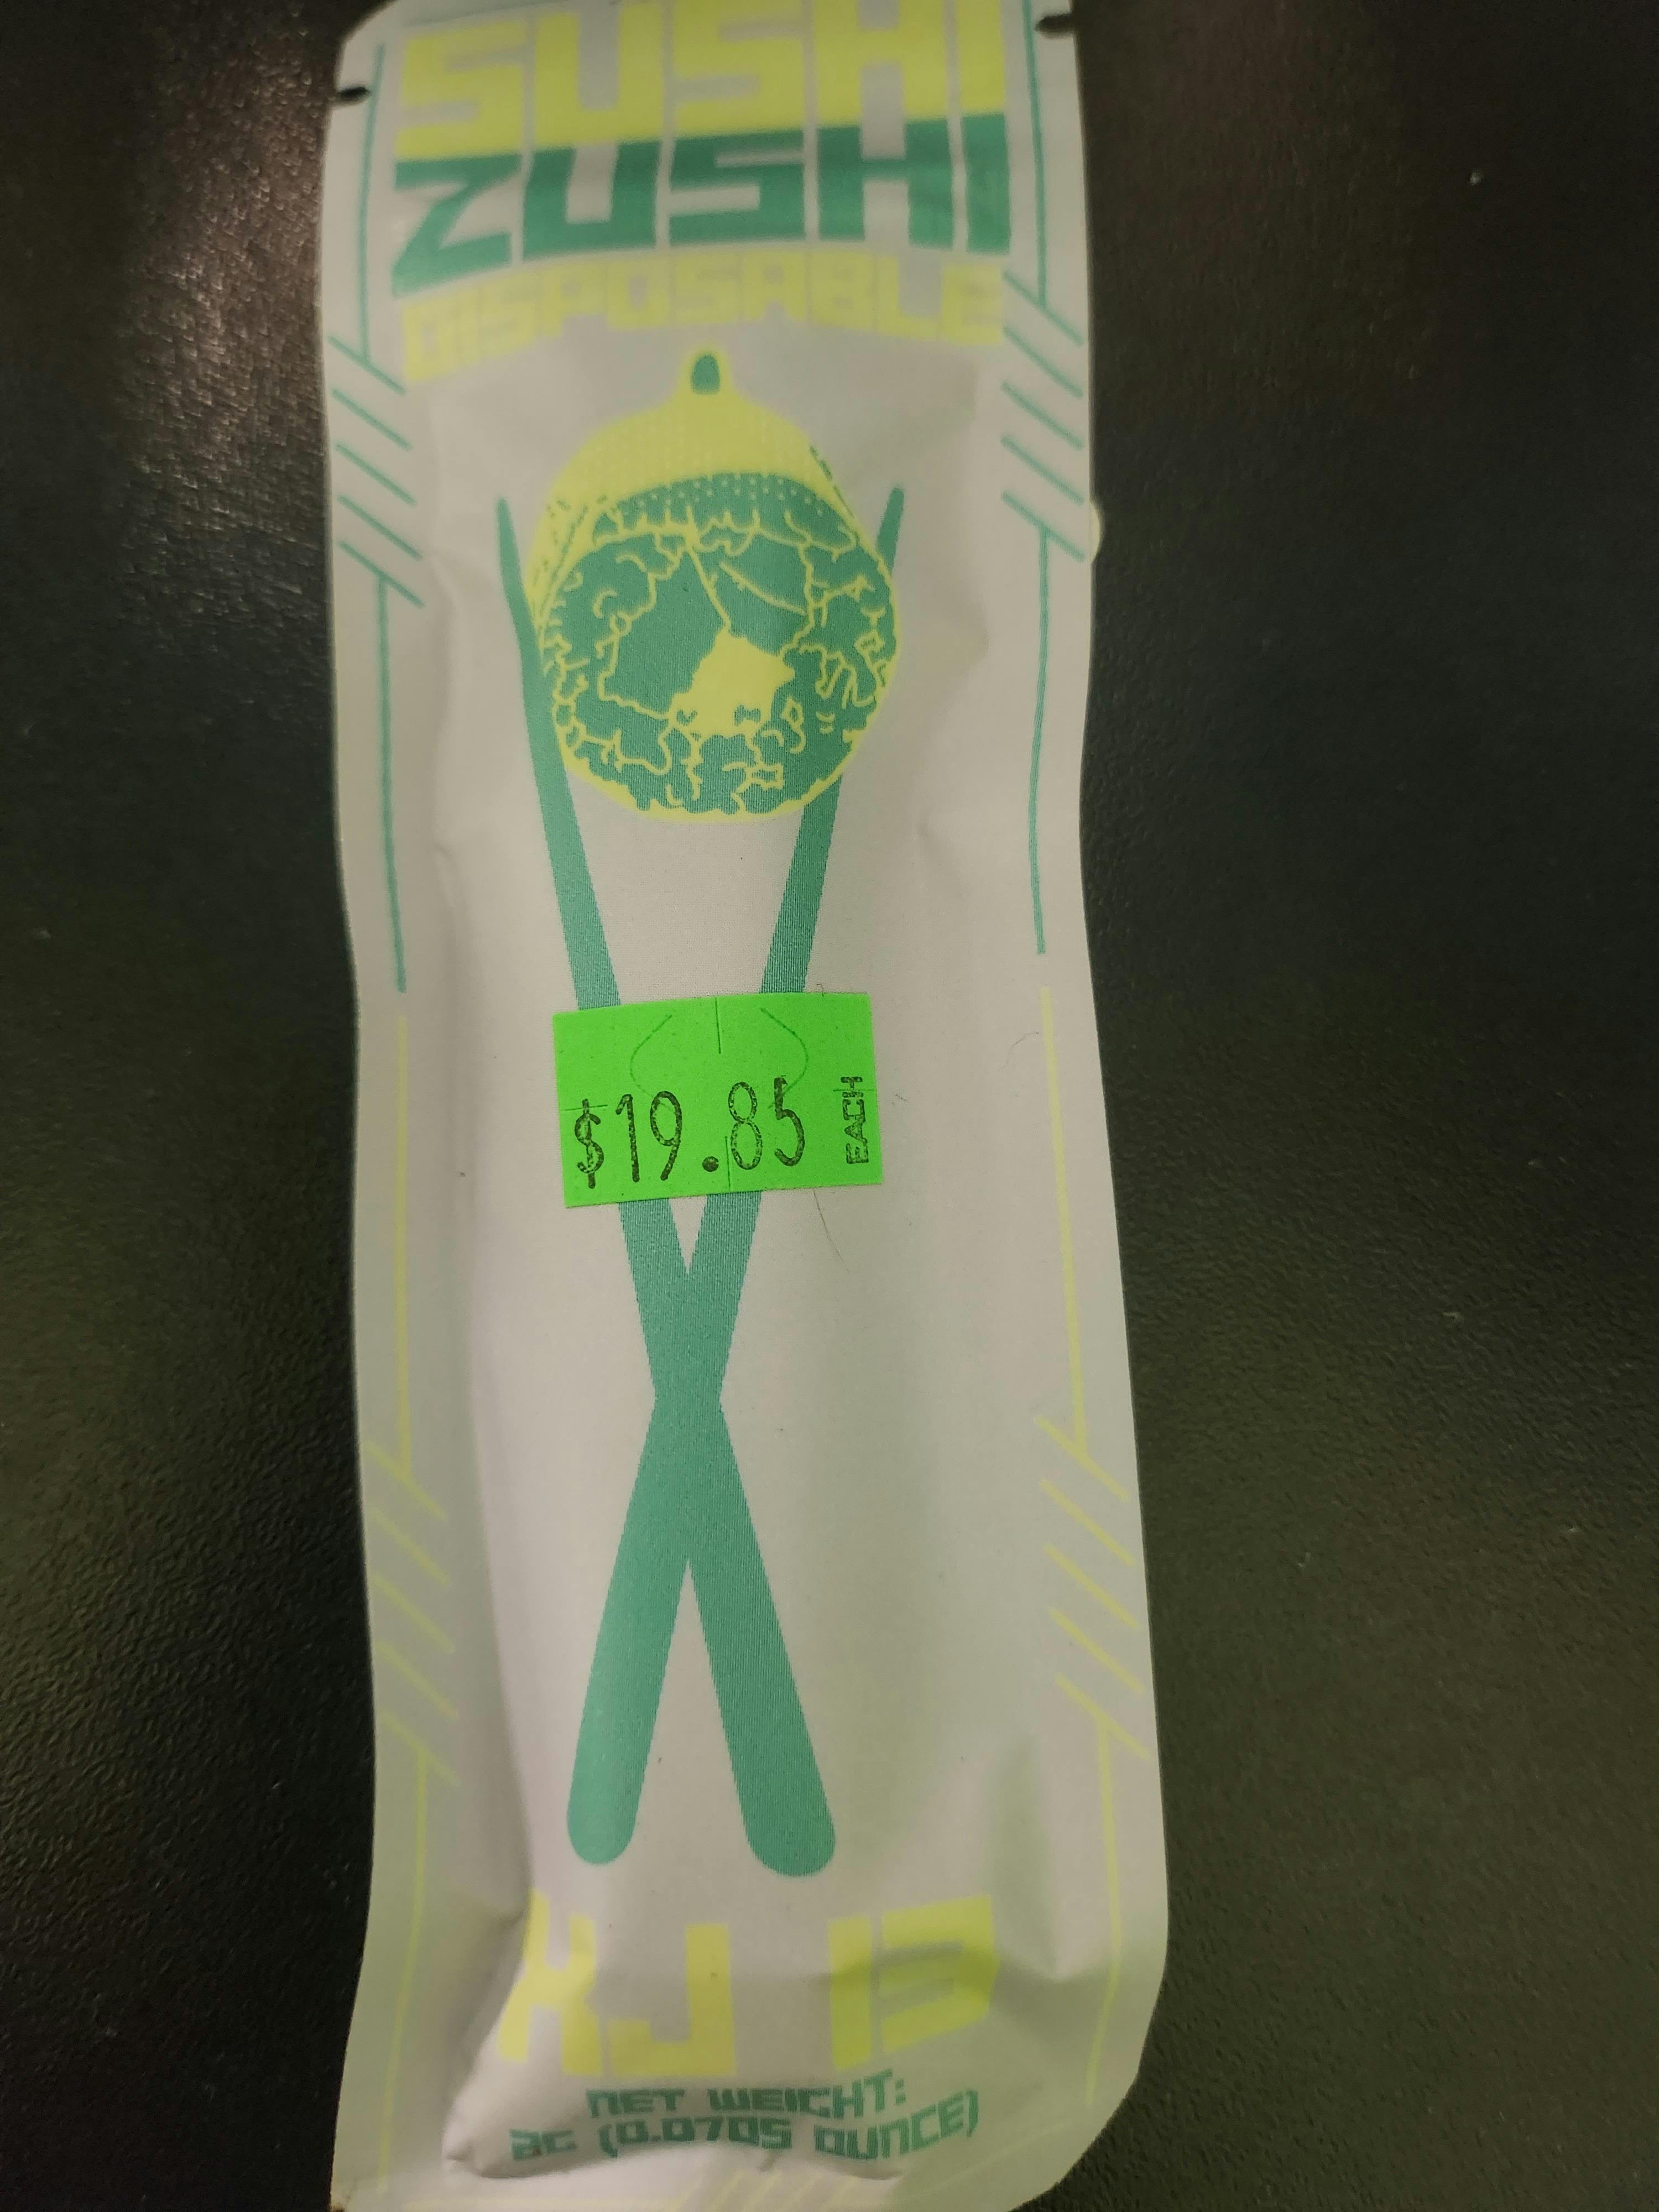 SUSHI
ZUSHI
DISPOSABLE
$19.85 EACH
XJ 13
NET WEIGHT:
2G (0.0705 OUNCE)